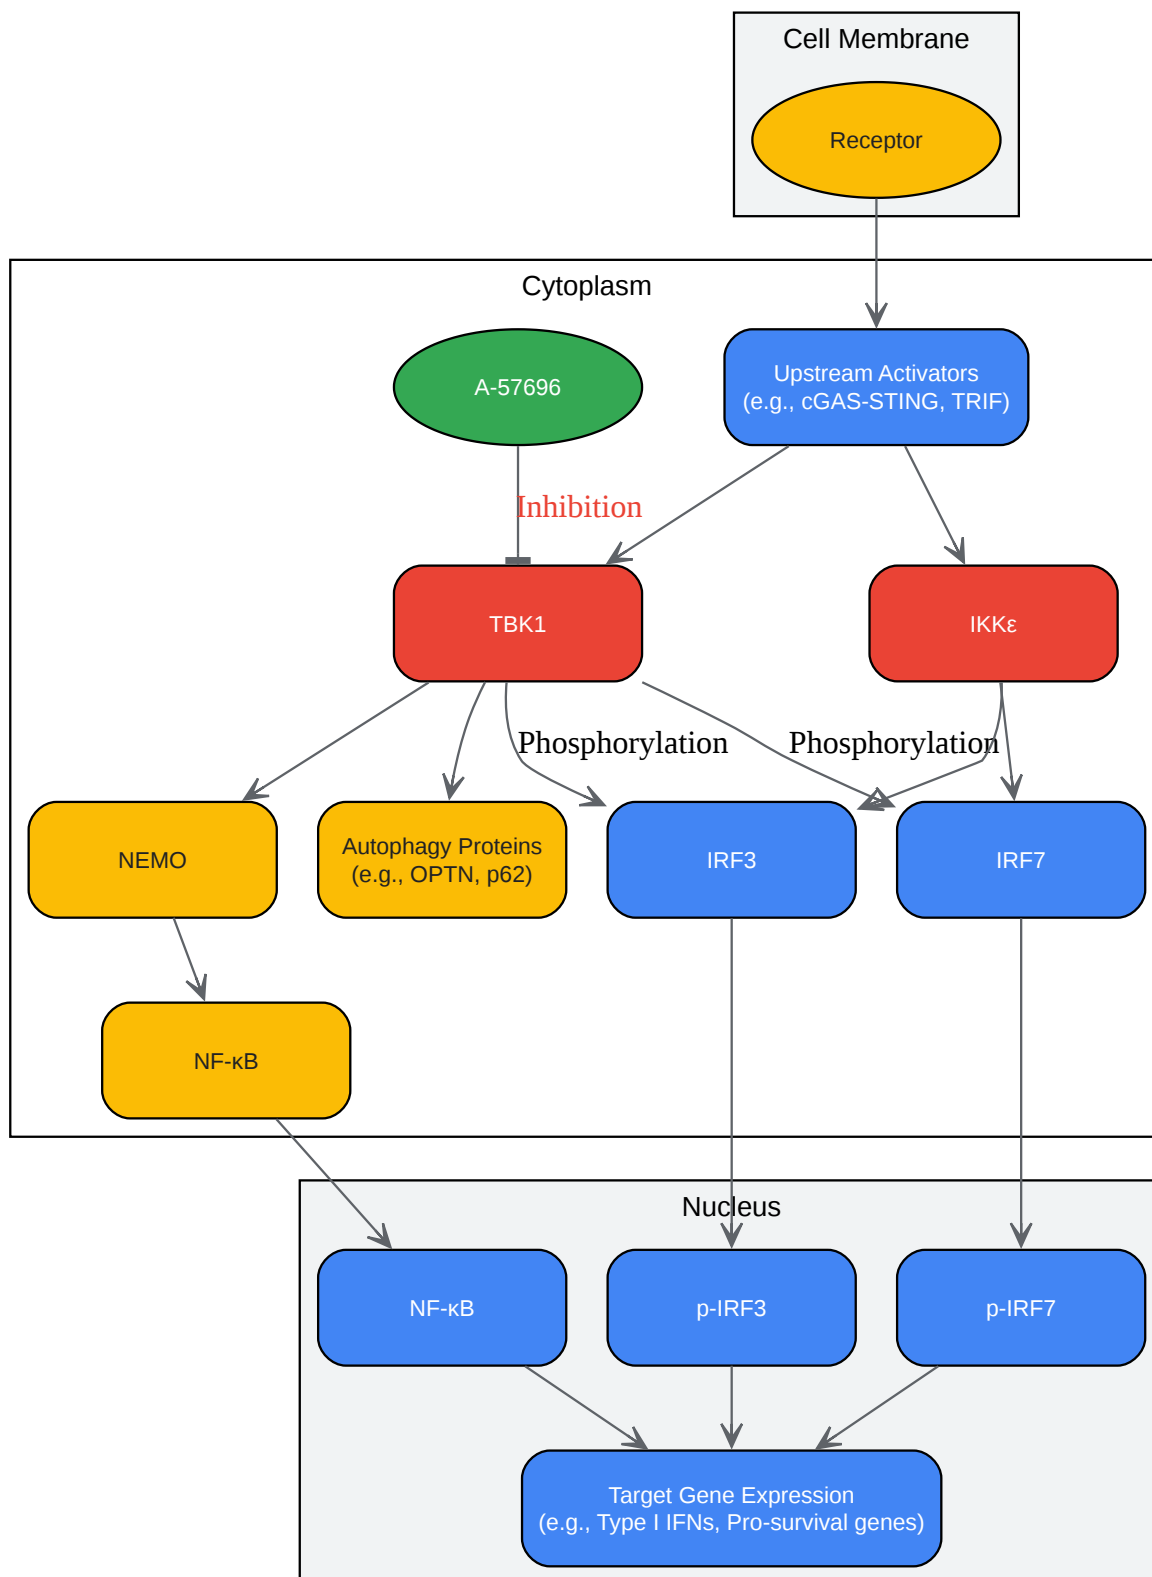 Cell Membrane
Receptor
Cytoplasm
A-57696
Upstream Activators
(e.g., cGAS-STING, TRIF)
Inhibition
TBK1
IKKε
Phosphorylation
Phosphorylation
NEMO
Autophagy Proteins
(e.g., OPTN, p62)
IRF3
IRF7
NF-κB
Nucleus
NF-κB
p-IRF3
p-IRF7
Target Gene Expression
(e.g., Type I IFNs, Pro-survival genes)